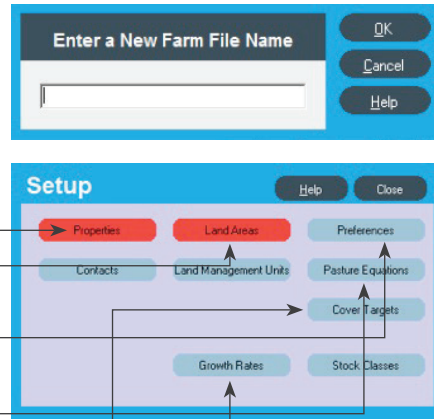 Enter a New Farm File Name
OK
Cancel
Help
Setup
Help
Close
Properties
Land Areas
Preferences
Contacts
Land Management Units
Pasture Equations
Cover Targets
Growth Rates
Stock Classes